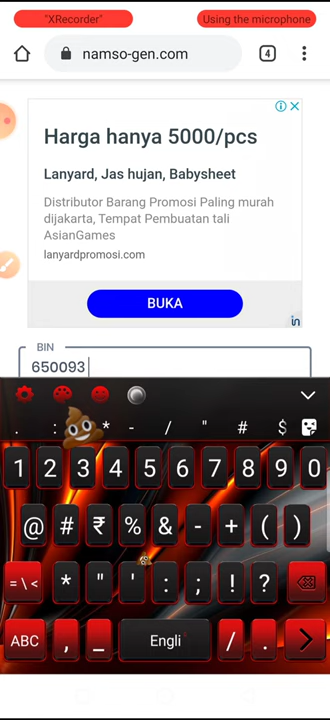 "XRecorder"
Using the microphone
namso-gen.com
4
Harga hanya 5000/pcs
Lanyard, Jas hujan, Babysheet
Distributor Barang Promosi Paling murah
dijakarta, Tempat Pembuatan tali
AsianGames
lanyardpromosi.com
BUKA
in
BIN
650093
. : * - / " # $
1 2 3 4 5 6 7 8 9 0
@ # ₹ % & - + ( )
= \ < * " ' : ; ! ?
ABC , _ Engli / .